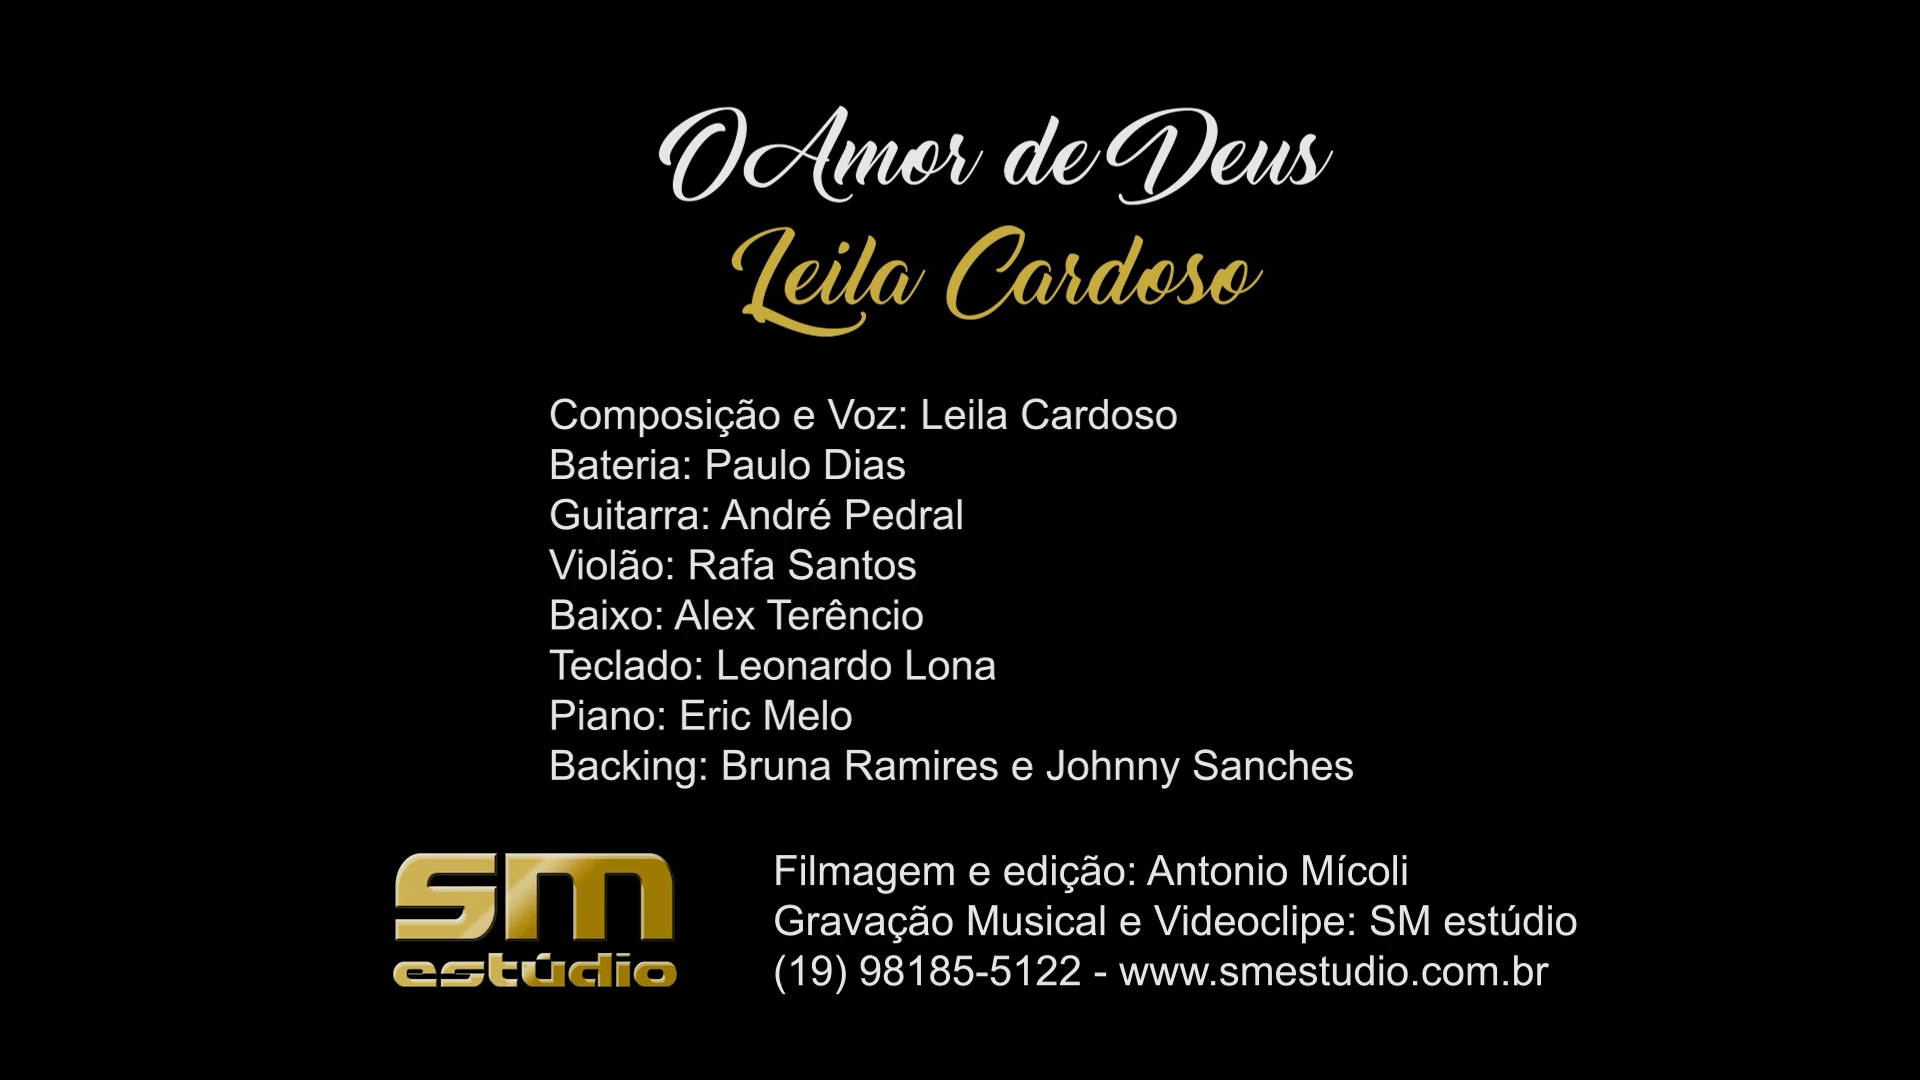 O Amor de Deus
Leila Cardoso
Composição e Voz: Leila Cardoso
Bateria: Paulo Dias
Guitarra: André Pedral
Violão: Rafa Santos
Baixo: Alex Terêncio
Teclado: Leonardo Lona
Piano: Eric Melo
Backing: Bruna Ramires e Johnny Sanches
SM
estúdio
Filmagem e edição: Antonio Mícoli
Gravação Musical e Videoclipe: SM estúdio
(19) 98185-5122 - www.smestudio.com.br